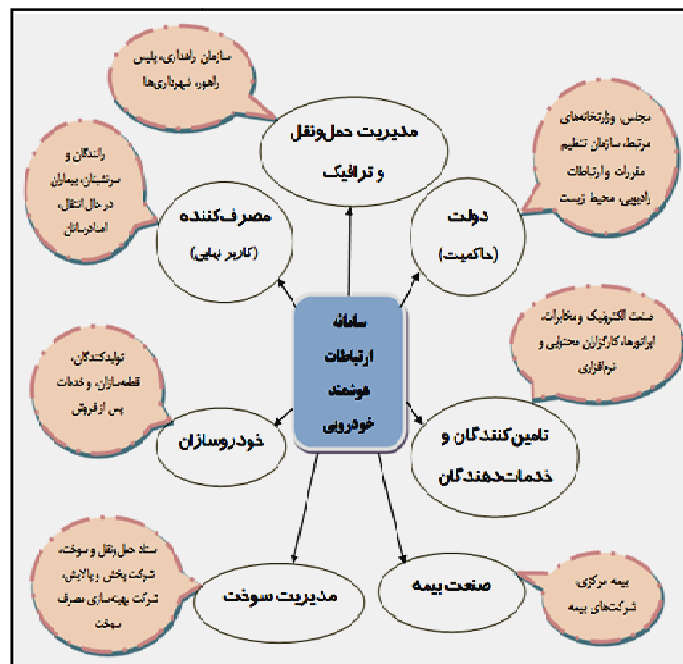 سازمان راهداری، پلیس
راهور، شهرداری‌ها
مدیریت حمل‌ونقل
و ترافیک
مجلس، وزارتخانه‌های
مرتبط، سازمان تنظیم
مقررات و ارتباطات
رادیویی، محیط زیست
دولت
(حاکمیت)
رانندگان و
سرنشینان، بیماران
در حال انتقال،
امدادرسانان
مصرف‌کننده
(کاربر نهایی)
سامانه
ارتباطات
هوشمند
خودرویی
صنعت الکترونیک و مخابرات،
اپراتورها، کارگزاران محتوایی و
نرم‌افزاری
تامین‌کنندگان و
خدمات‌دهندگان
تولیدکنندگان،
قطعه‌سازان، و خدمات
پس از فروش
خودروسازان
ستاد حمل‌ونقل و سوخت،
شرکت پخش و پالایش،
شرکت بهینه‌سازی مصرف
سوخت
مدیریت سوخت
صنعت بیمه
بیمه مرکزی،
شرکت‌های بیمه